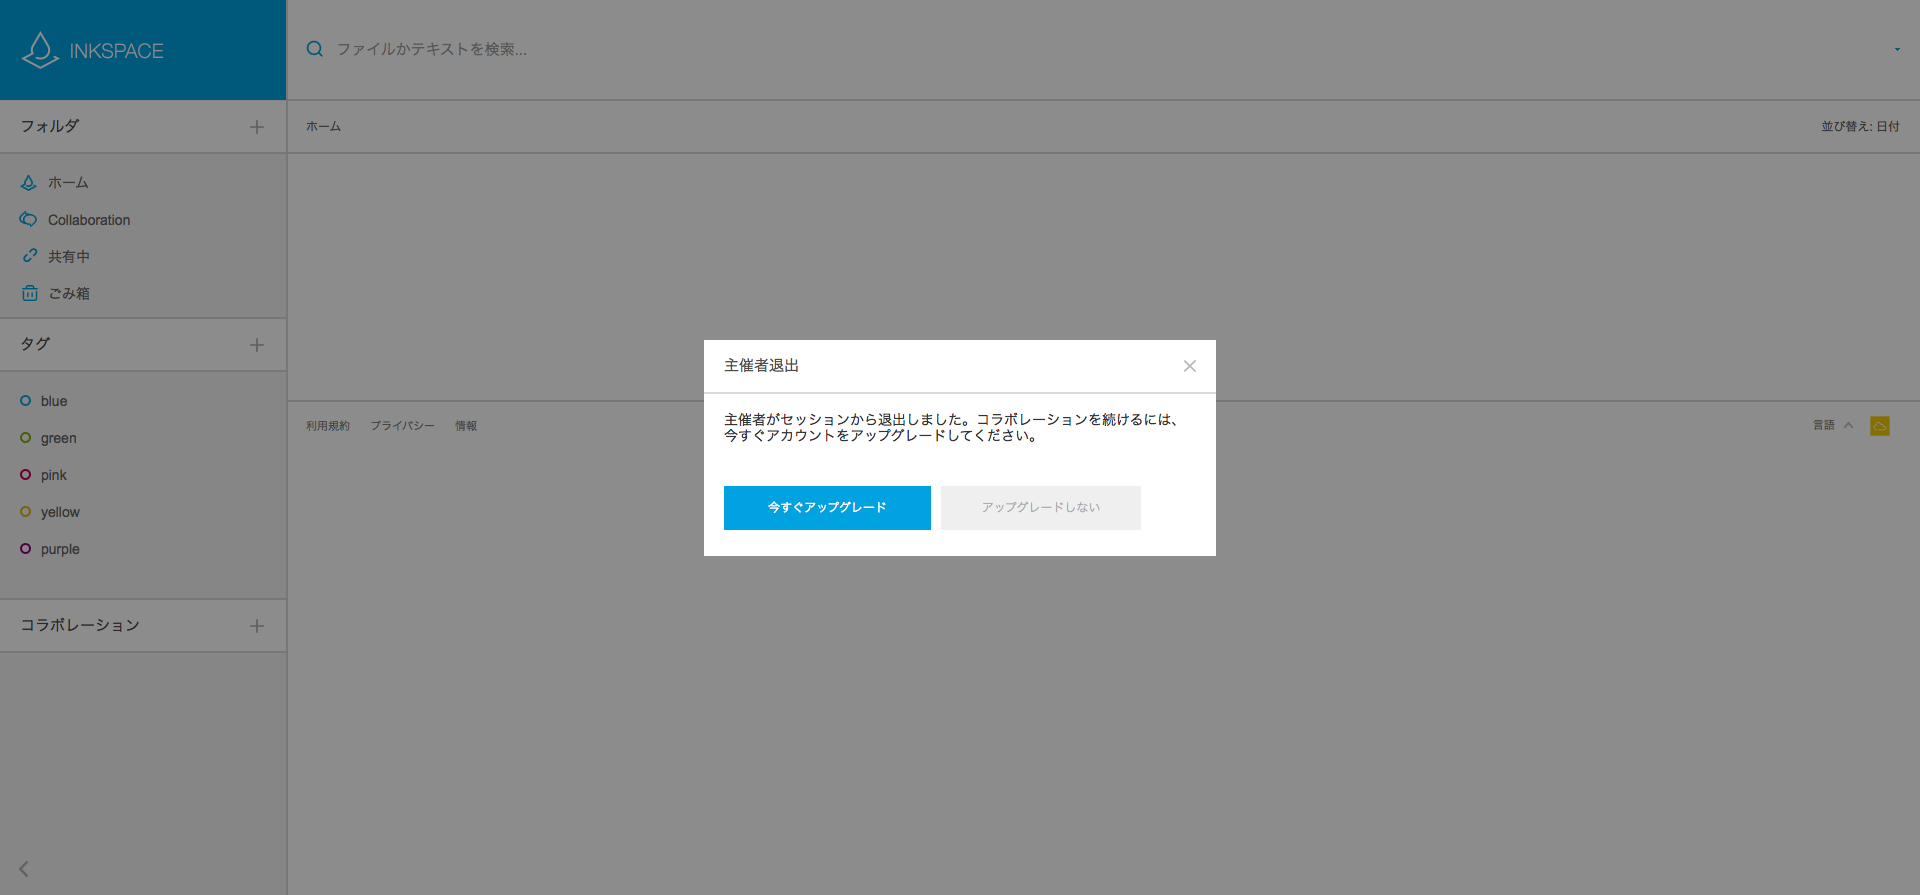 INKSPACE
ファイルかテキストを検索...
フォルダ
ホーム
並び替え: 日付
ホーム
Collaboration
共有中
ごみ箱
タグ
blue
green
pink
yellow
purple
コラボレーション
主催者退出
主催者がセッションから退出しました。コラボレーションを続けるには、
今すぐアカウントをアップグレードしてください。
今すぐアップグレード
アップグレードしない
利用規約
プライバシー
情報
言語